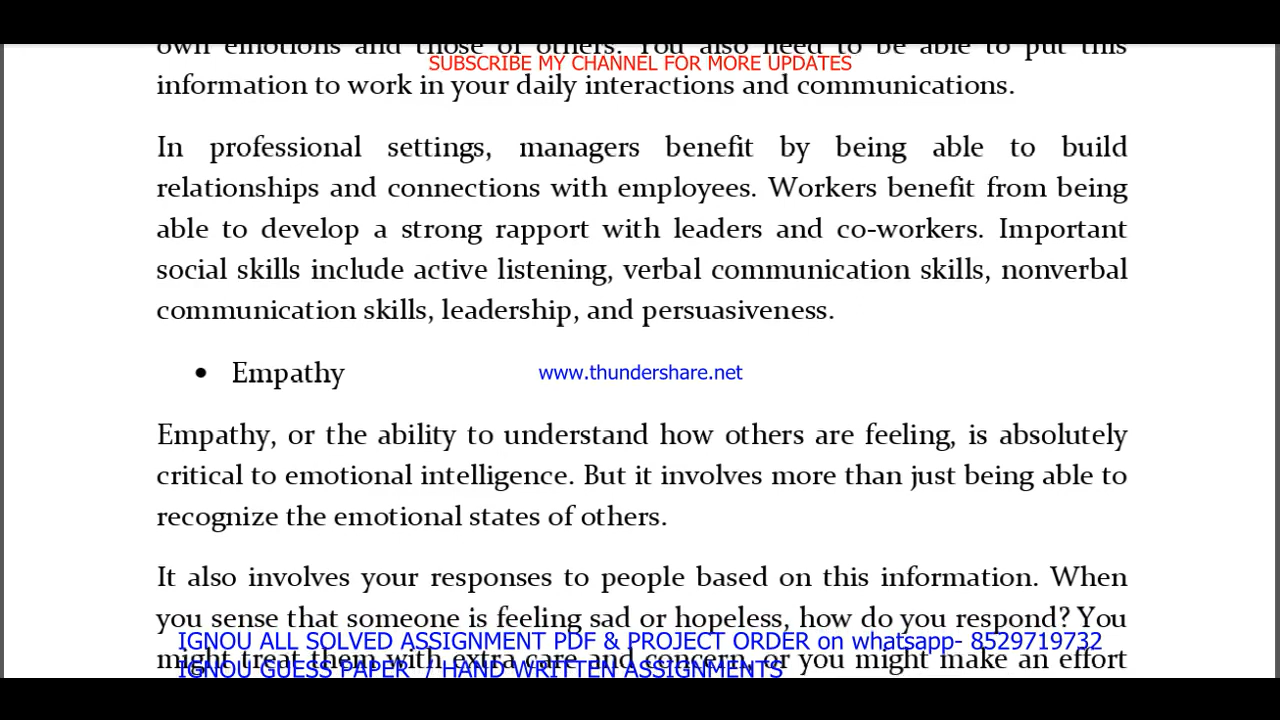 own emotions and those of others. You also need to be able to put this
SUBSCRIBE MY CHANNEL FOR MORE UPDATES
information to work in your daily interactions and communications.
In professional settings, managers benefit by being able to build
relationships and connections with employees. Workers benefit from being
able to develop a strong rapport with leaders and co-workers. Important
social skills include active listening, verbal communication skills, nonverbal
communication skills, leadership, and persuasiveness.
• Empathy
www.thundershare.net
Empathy, or the ability to understand how others are feeling, is absolutely
critical to emotional intelligence. But it involves more than just being able to
recognize the emotional states of others.
It also involves your responses to people based on this information. When
you sense that someone is feeling sad or hopeless, how do you respond? You
IGNOU ALL SOLVED ASSIGNMENT PDF & PROJECT ORDER on whatsapp- 8529719732
might treat them with extra care and concern, or you might make an effort
IGNOU GUESS PAPER / HAND WRITTEN ASSIGNMENTS